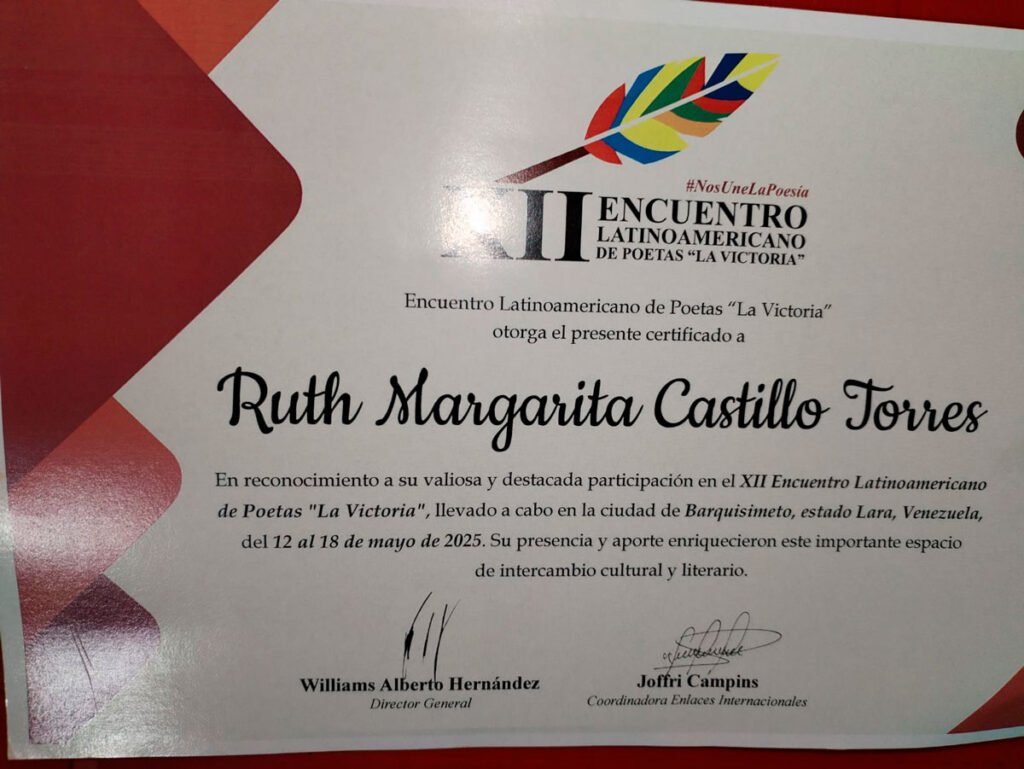 #NosUneLaPoesía
XII ENCUENTRO
LATINOAMERICANO
DE POETAS “LA VICTORIA”
Encuentro Latinoamericano de Poetas “La Victoria”
otorga el presente certificado a
Ruth Margarita Castillo Torres
En reconocimiento a su valiosa y destacada participación en el XII Encuentro Latinoamericano
de Poetas "La Victoria", llevado a cabo en la ciudad de Barquisimeto, estado Lara, Venezuela,
del 12 al 18 de mayo de 2025. Su presencia y aporte enriquecieron este importante espacio
de intercambio cultural y literario.
Williams Alberto Hernández
Director General
Joffri Campins
Coordinadora Enlaces Internacionales